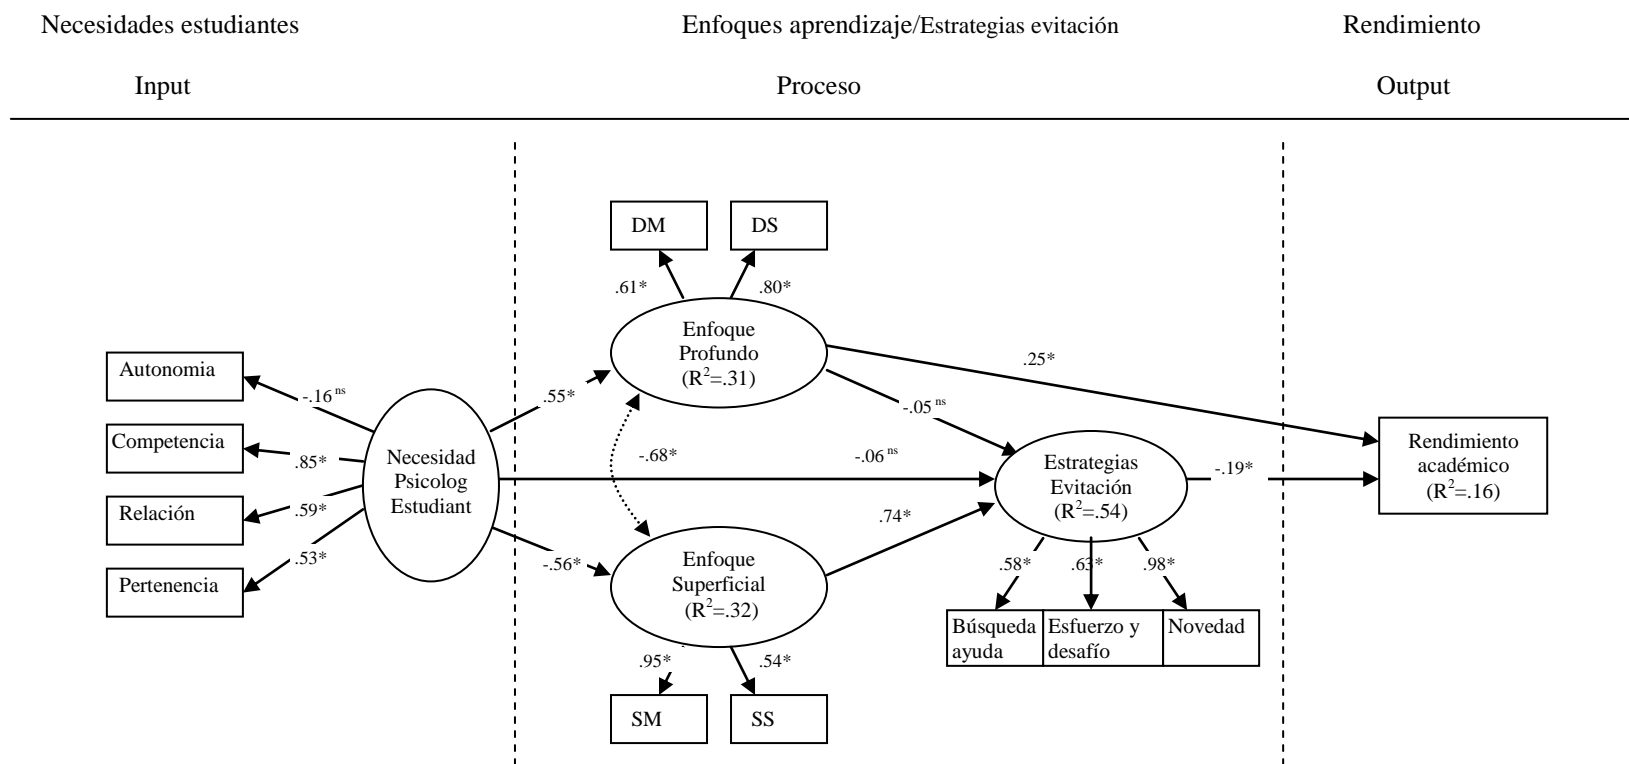 Necesidades estudiantes
Enfoques aprendizaje/Estrategias evitación
Rendimiento
Input
Proceso
Output
DM
DS
.61*
.80*
Enfoque
Profundo
(R²=.31)
Autonomia
Competencia
Relación
Pertenencia
-.16 ns
.85*
.59*
.53*
Necesidad
Psicolog
Estudiant
.55*
-.68*
-.56*
-.06 ns
-.05 ns
.25*
.74*
Estrategias
Evitación
(R²=.54)
-.19*
Rendimiento
académico
(R²=.16)
Enfoque
Superficial
(R²=.32)
.58*
.63*
.98*
Búsqueda
ayuda
Esfuerzo y
desafío
Novedad
.95*
.54*
SM
SS